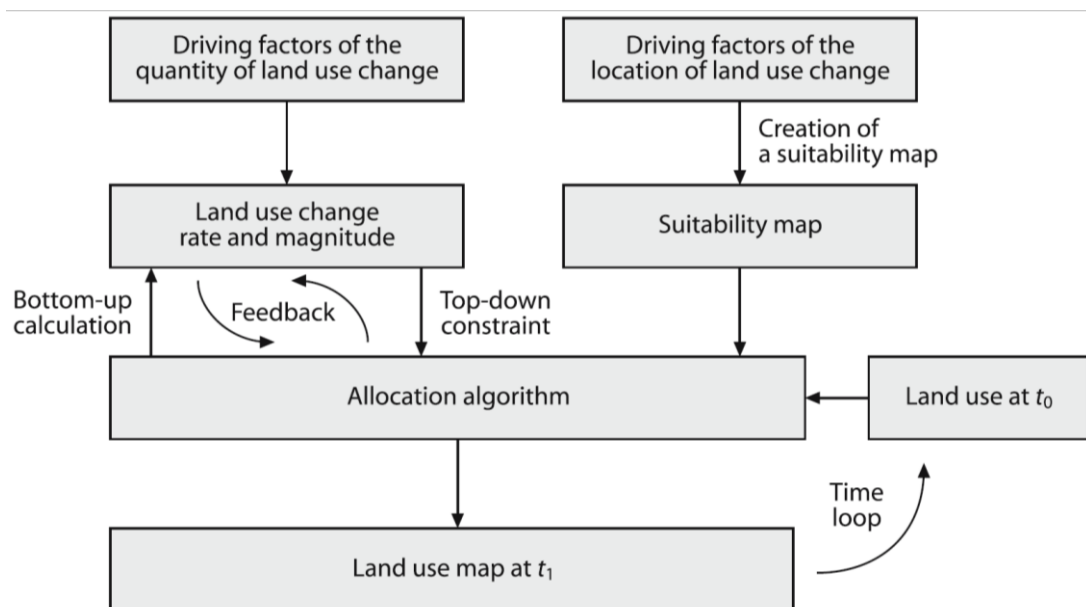 Driving factors of the
quantity of land use change
Driving factors of the
location of land use change
Creation of
a suitability map
Land use change
rate and magnitude
Suitability map
Bottom-up
calculation
Feedback
Top-down
constraint
Allocation algorithm
Land use at t₀
Time
loop
Land use map at t₁